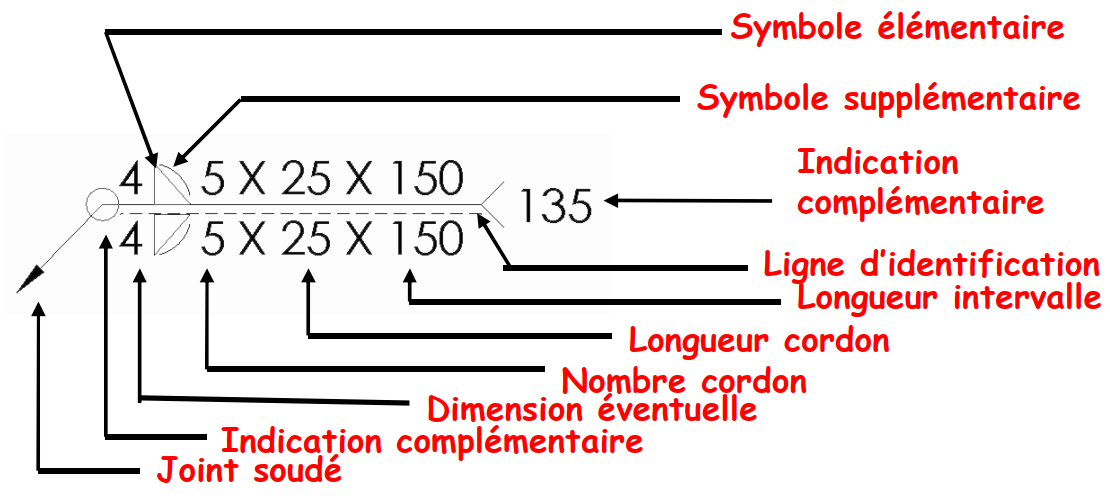 Symbole élémentaire
Symbole supplémentaire
Indication
complémentaire
4 5 X 25 X 150
135
4 5 X 25 X 150
Ligne d'identification
Longueur intervalle
Longueur cordon
Nombre cordon
Dimension éventuelle
Indication complémentaire
Joint soudé